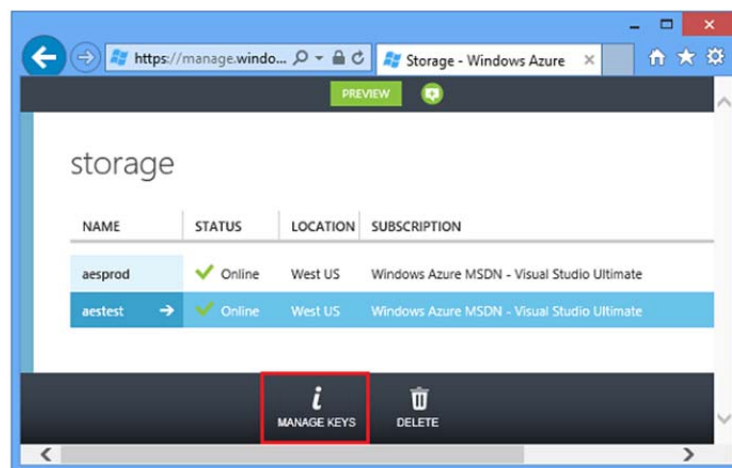 https://manage.windo... Storage - Windows Azure
PREVIEW
storage
NAME STATUS LOCATION SUBSCRIPTION
aesprod Online West US Windows Azure MSDN - Visual Studio Ultimate
aestest Online West US Windows Azure MSDN - Visual Studio Ultimate
MANAGE KEYS DELETE